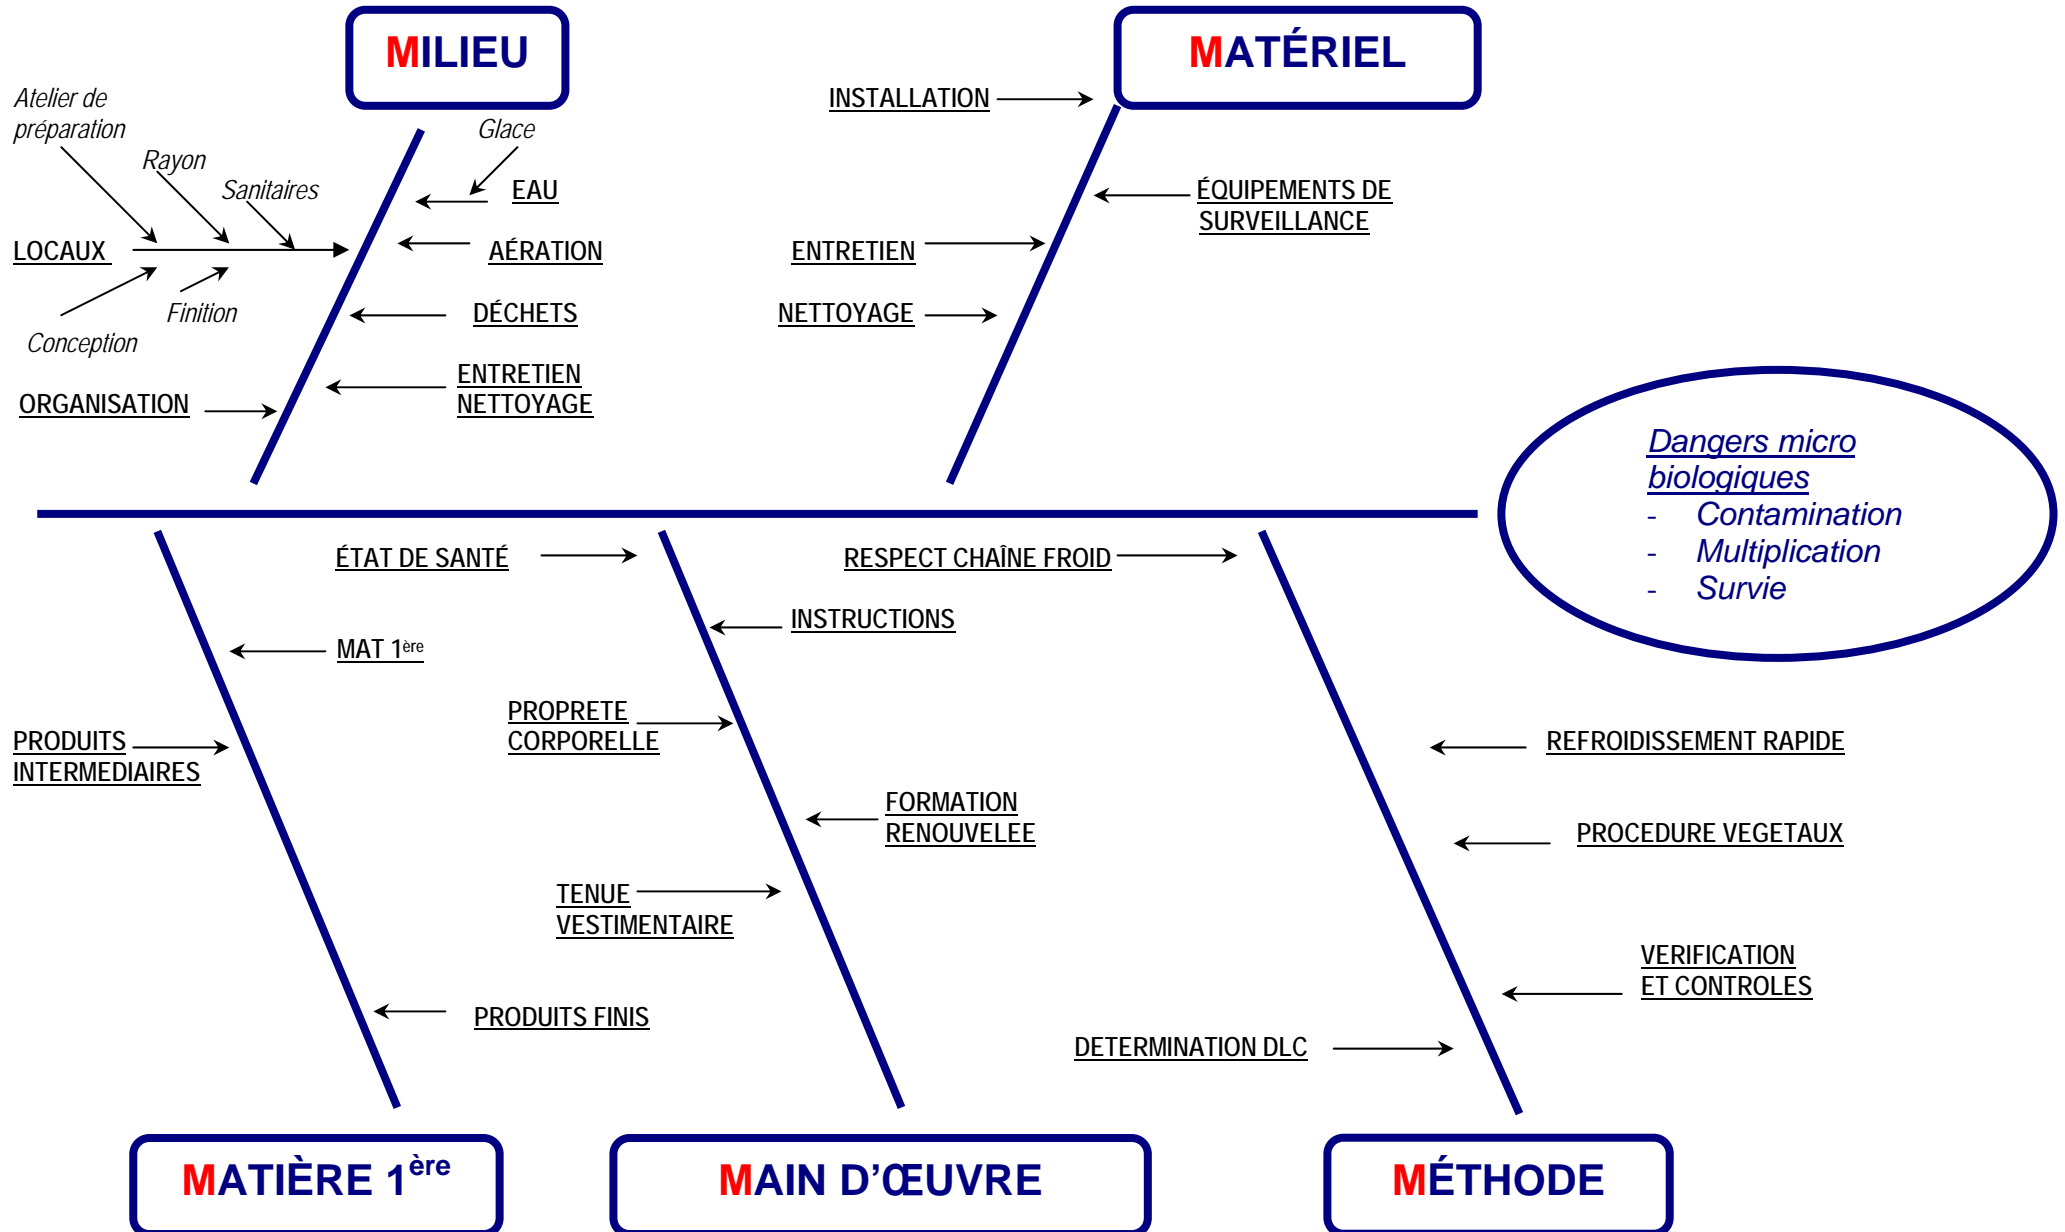 MILIEU
MATÉRIEL
Atelier de
préparation
Rayon
Sanitaires
Glace
EAU
LOCAUX
AÉRATION
Conception
Finition
DÉCHETS
ENTRETIEN
NETTOYAGE
ORGANISATION
INSTALLATION
ÉQUIPEMENTS DE
SURVEILLANCE
ENTRETIEN
NETTOYAGE
Dangers micro
biologiques
- Contamination
- Multiplication
- Survie
MAT 1ère
PRODUITS
INTERMEDIAIRES
PRODUITS FINIS
ÉTAT DE SANTÉ
INSTRUCTIONS
PROPRETE
CORPORELLE
FORMATION
RENOUVELEE
TENUE
VESTIMENTAIRE
RESPECT CHAÎNE FROID
REFROIDISSEMENT RAPIDE
PROCEDURE VEGETAUX
VERIFICATION
ET CONTROLES
DETERMINATION DLC
MATIÈRE 1ère
MAIN D'ŒUVRE
MÉTHODE